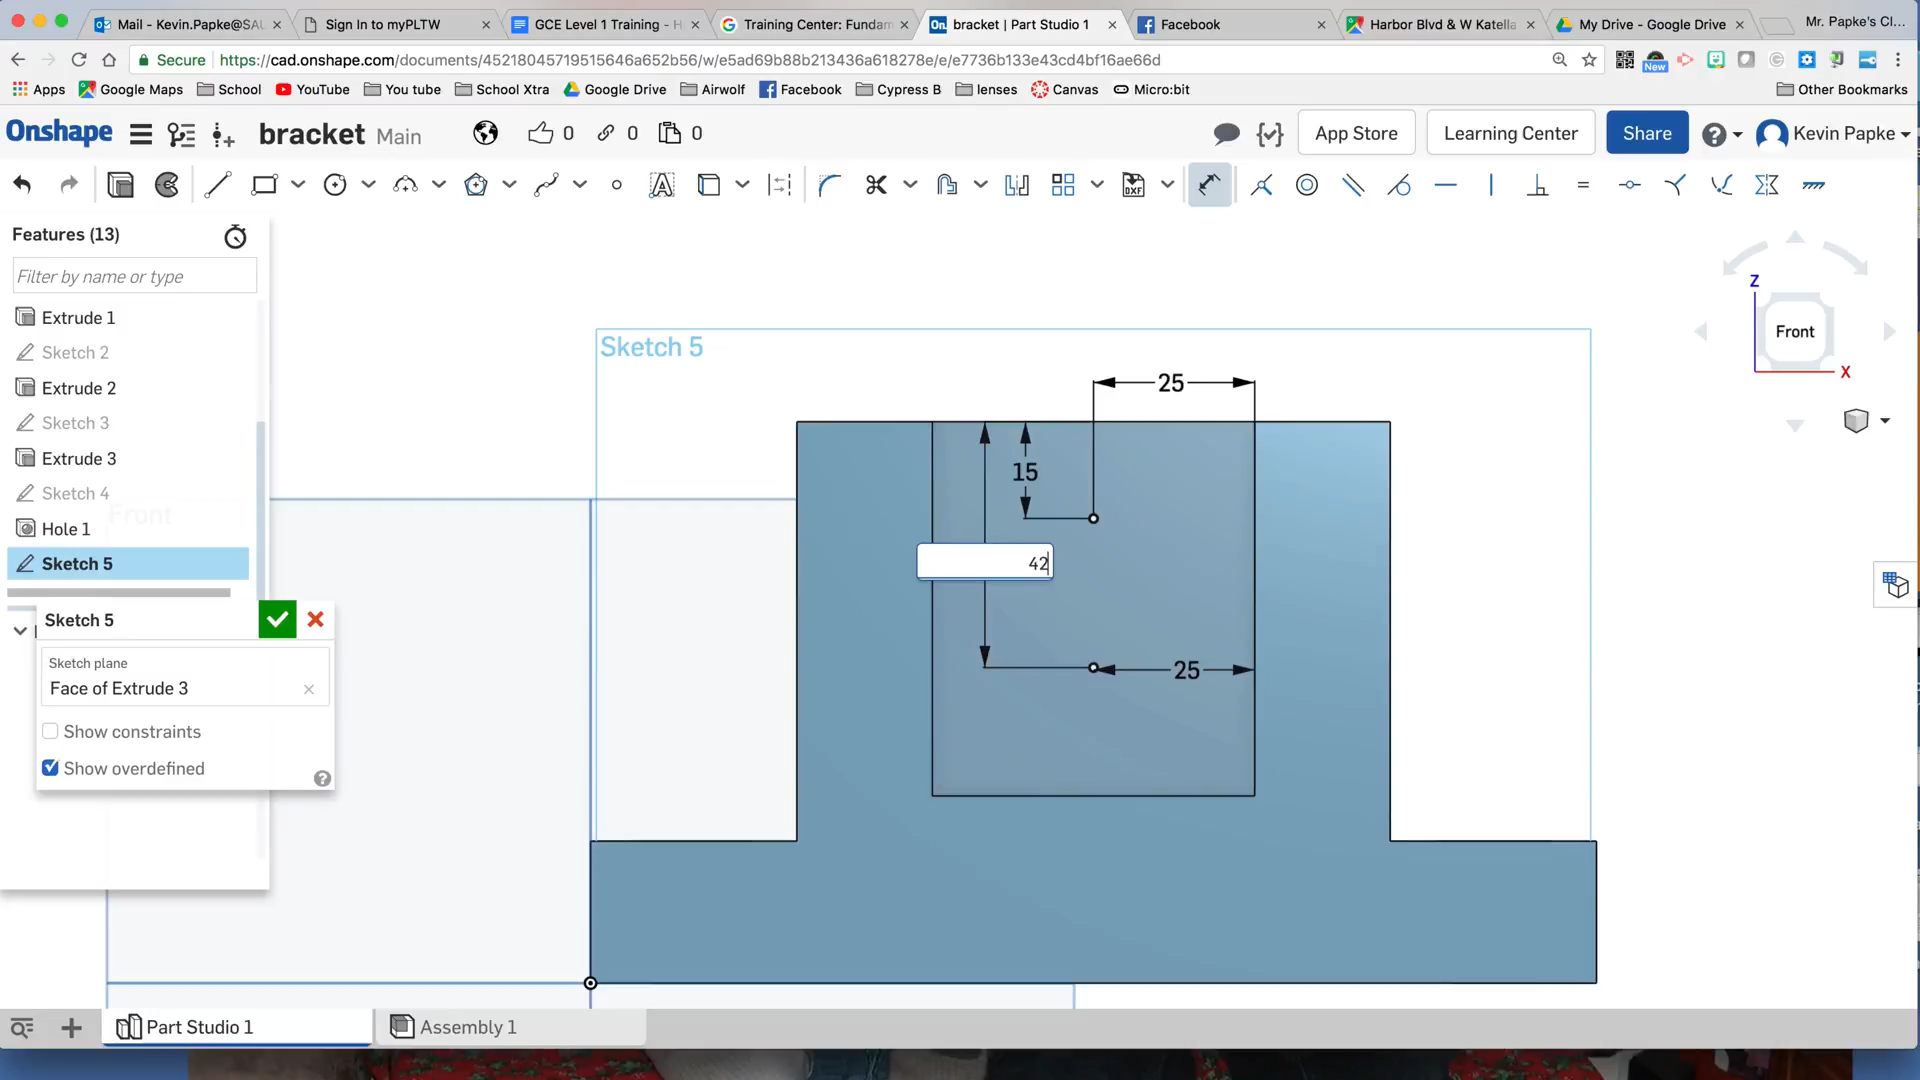 Mail - Kevin.Papke@SAU
Sign In to myPLTW
GCE Level 1 Training - H
Training Center: Fundam
On. bracket | Part Studio 1
Facebook
Harbor Blvd & W Katella
My Drive - Google Drive
Mr. Papke's Cl...
Secure
https://cad.onshape.com/documents/45218045719515646a652b56/w/e5ad69b88b213436a618278e/e/e7736b133e43cd4bf16ae66d
New
Apps
Google Maps
School
YouTube
You tube
School Xtra
Google Drive
Airwolf
Facebook
Cypress B
lenses
Canvas
Micro:bit
Other Bookmarks
Onshape
bracket Main
0
0
0
App Store
Learning Center
Share
Kevin Papke
DXF
Features (13)
Filter by name or type
Extrude 1
Sketch 2
Extrude 2
Sketch 3
Extrude 3
Sketch 4
Front
Hole 1
Sketch 5
Sketch 5
Sketch plane
Face of Extrude 3
Show constraints
Show overdefined
Sketch 5
25
15
42
25
Z
Front
X
Part Studio 1
Assembly 1